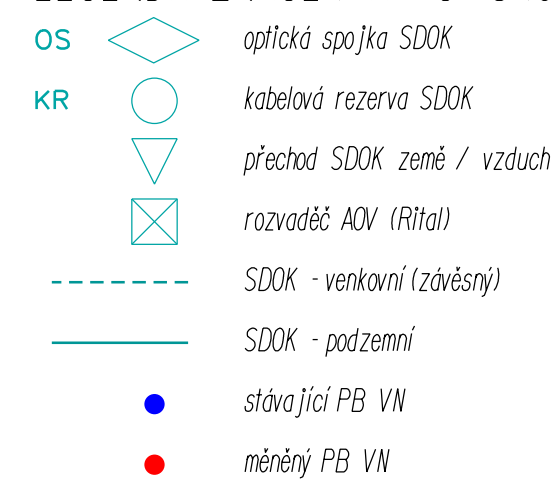 OS optická spojka SDOK
KR kabelová rezerva SDOK
přechod SDOK země / vzduch
rozvaděč AOV (Rital)
SDOK - venkovní (závěsný)
SDOK - podzemní
stávající PB VN
měněný PB VN